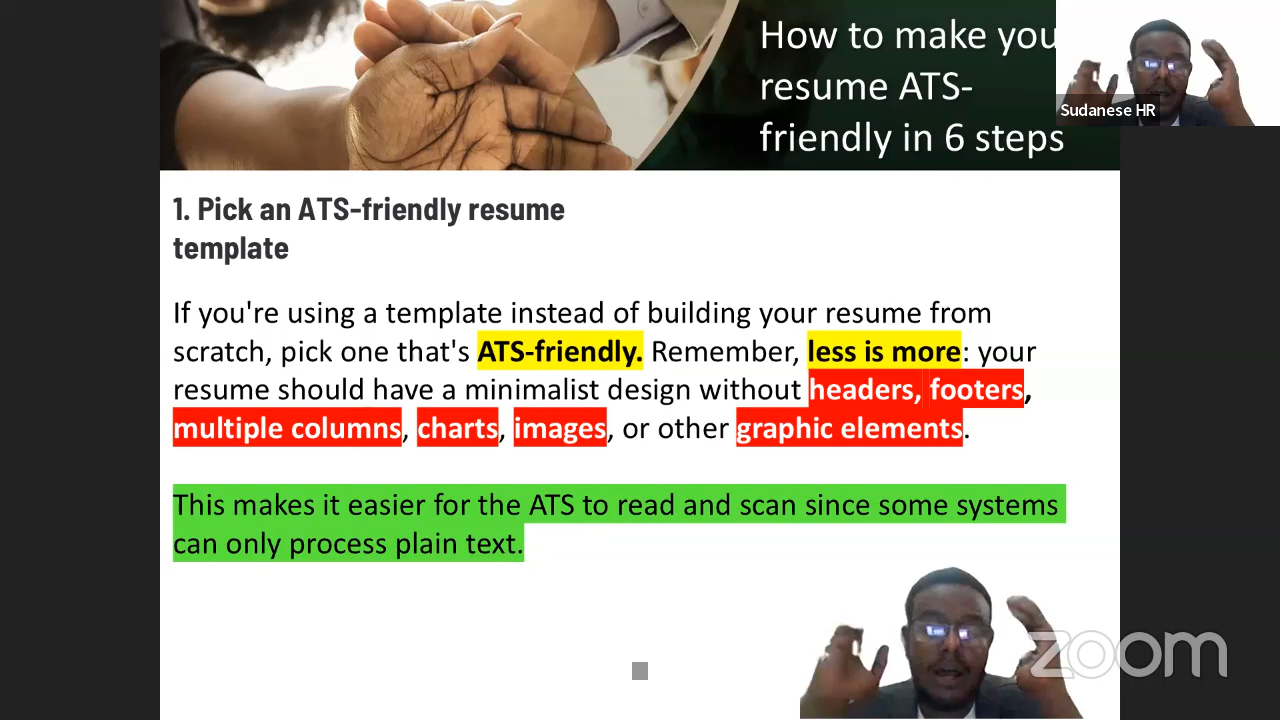 How to make you
resume ATS-
friendly in 6 steps
Sudanese HR
1. Pick an ATS-friendly resume
template
If you're using a template instead of building your resume from
scratch, pick one that's ATS-friendly. Remember, less is more: your
resume should have a minimalist design without headers, footers,
multiple columns, charts, images, or other graphic elements.
This makes it easier for the ATS to read and scan since some systems
can only process plain text.
zoom